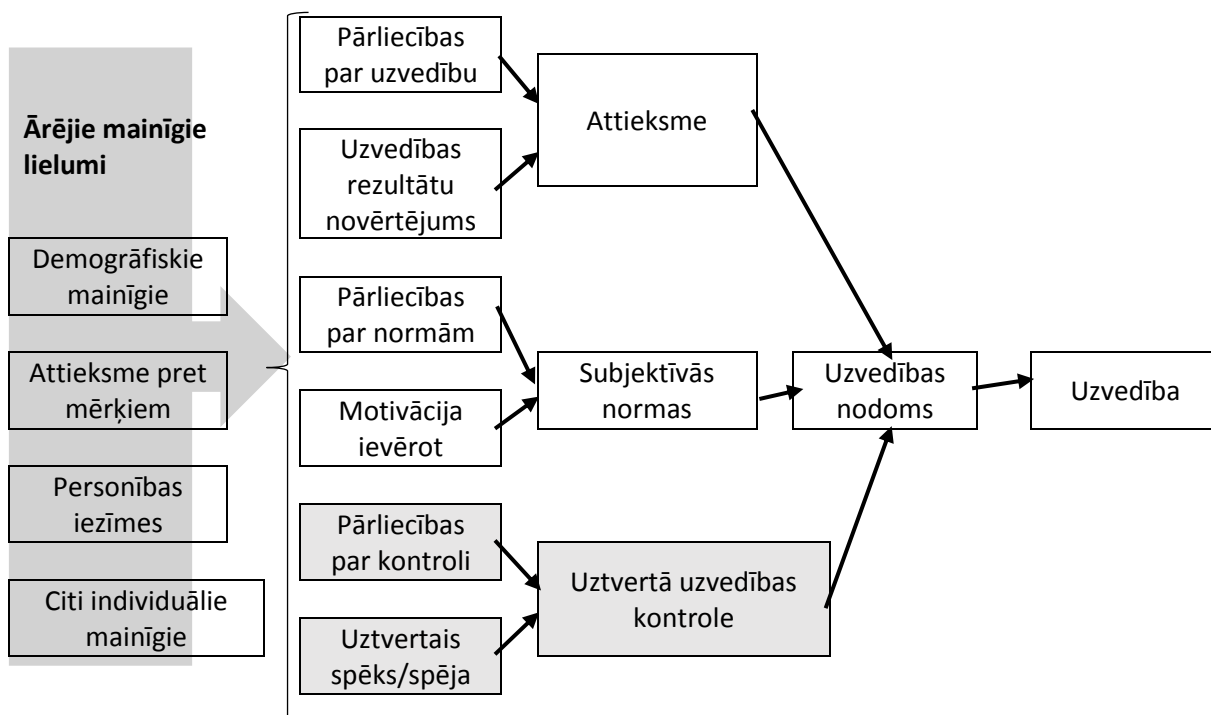 Ārējie mainīgie
lielumi
Demogrāfiskie
mainīgie
Attieksme pret
mērķiem
Personības
iezīmes
Citi individuālie
mainīgie
Pārliecības
par uzvedību
Uzvedības
rezultātu
novērtējums
Pārliecības
par normām
Motivācija
ievērot
Pārliecības
par kontroli
Uztvertais
spēks/spēja
Attieksme
Subjektīvās
normas
Uztvertā uzvedības
kontrole
Uzvedības
nodoms
Uzvedība